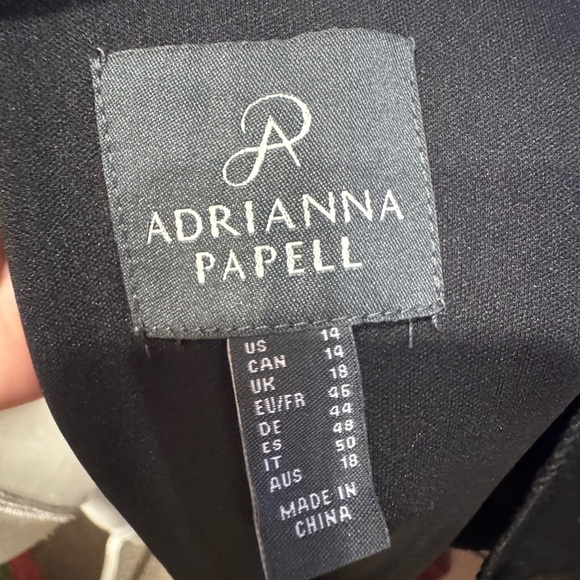 ADRIANNA
PAPELL
US 14
CAN 14
UK 18
EU/FR 46
DE 44
ES 48
IT 50
AUS 18
MADE IN
CHINA